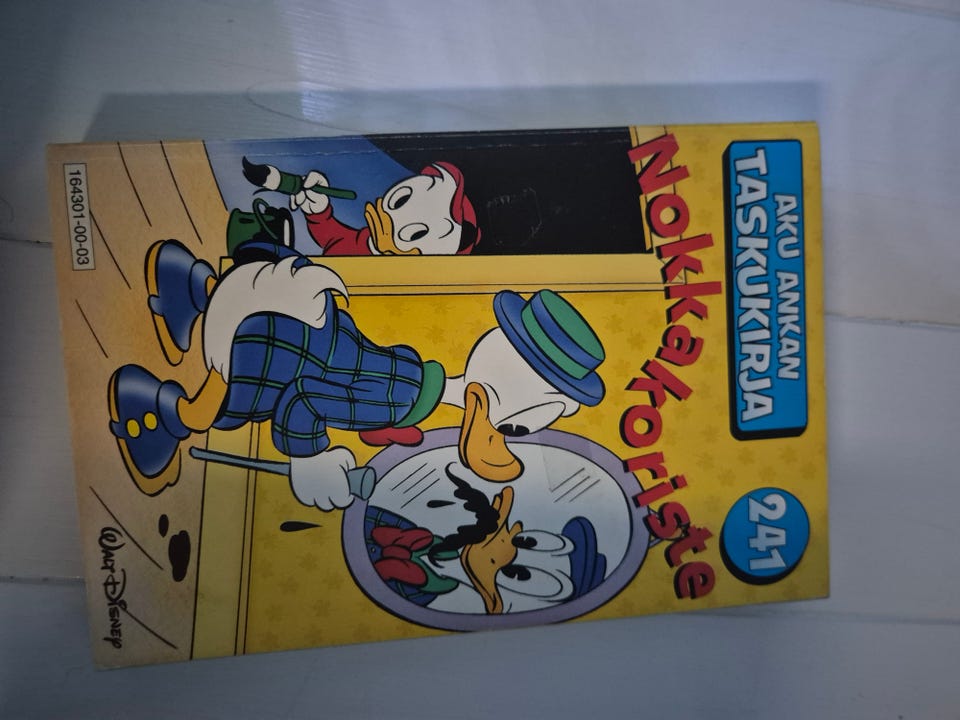 AKU ANKAN
TASKUKIRJA
241
Nokkakoriste
164301-00-03
WALT DISNEY